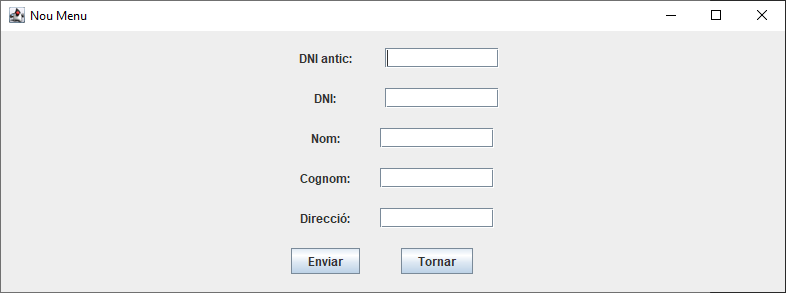 Nou Menu
DNI antic:
DNI:
Nom:
Cognom:
Direcció:
Enviar Tornar